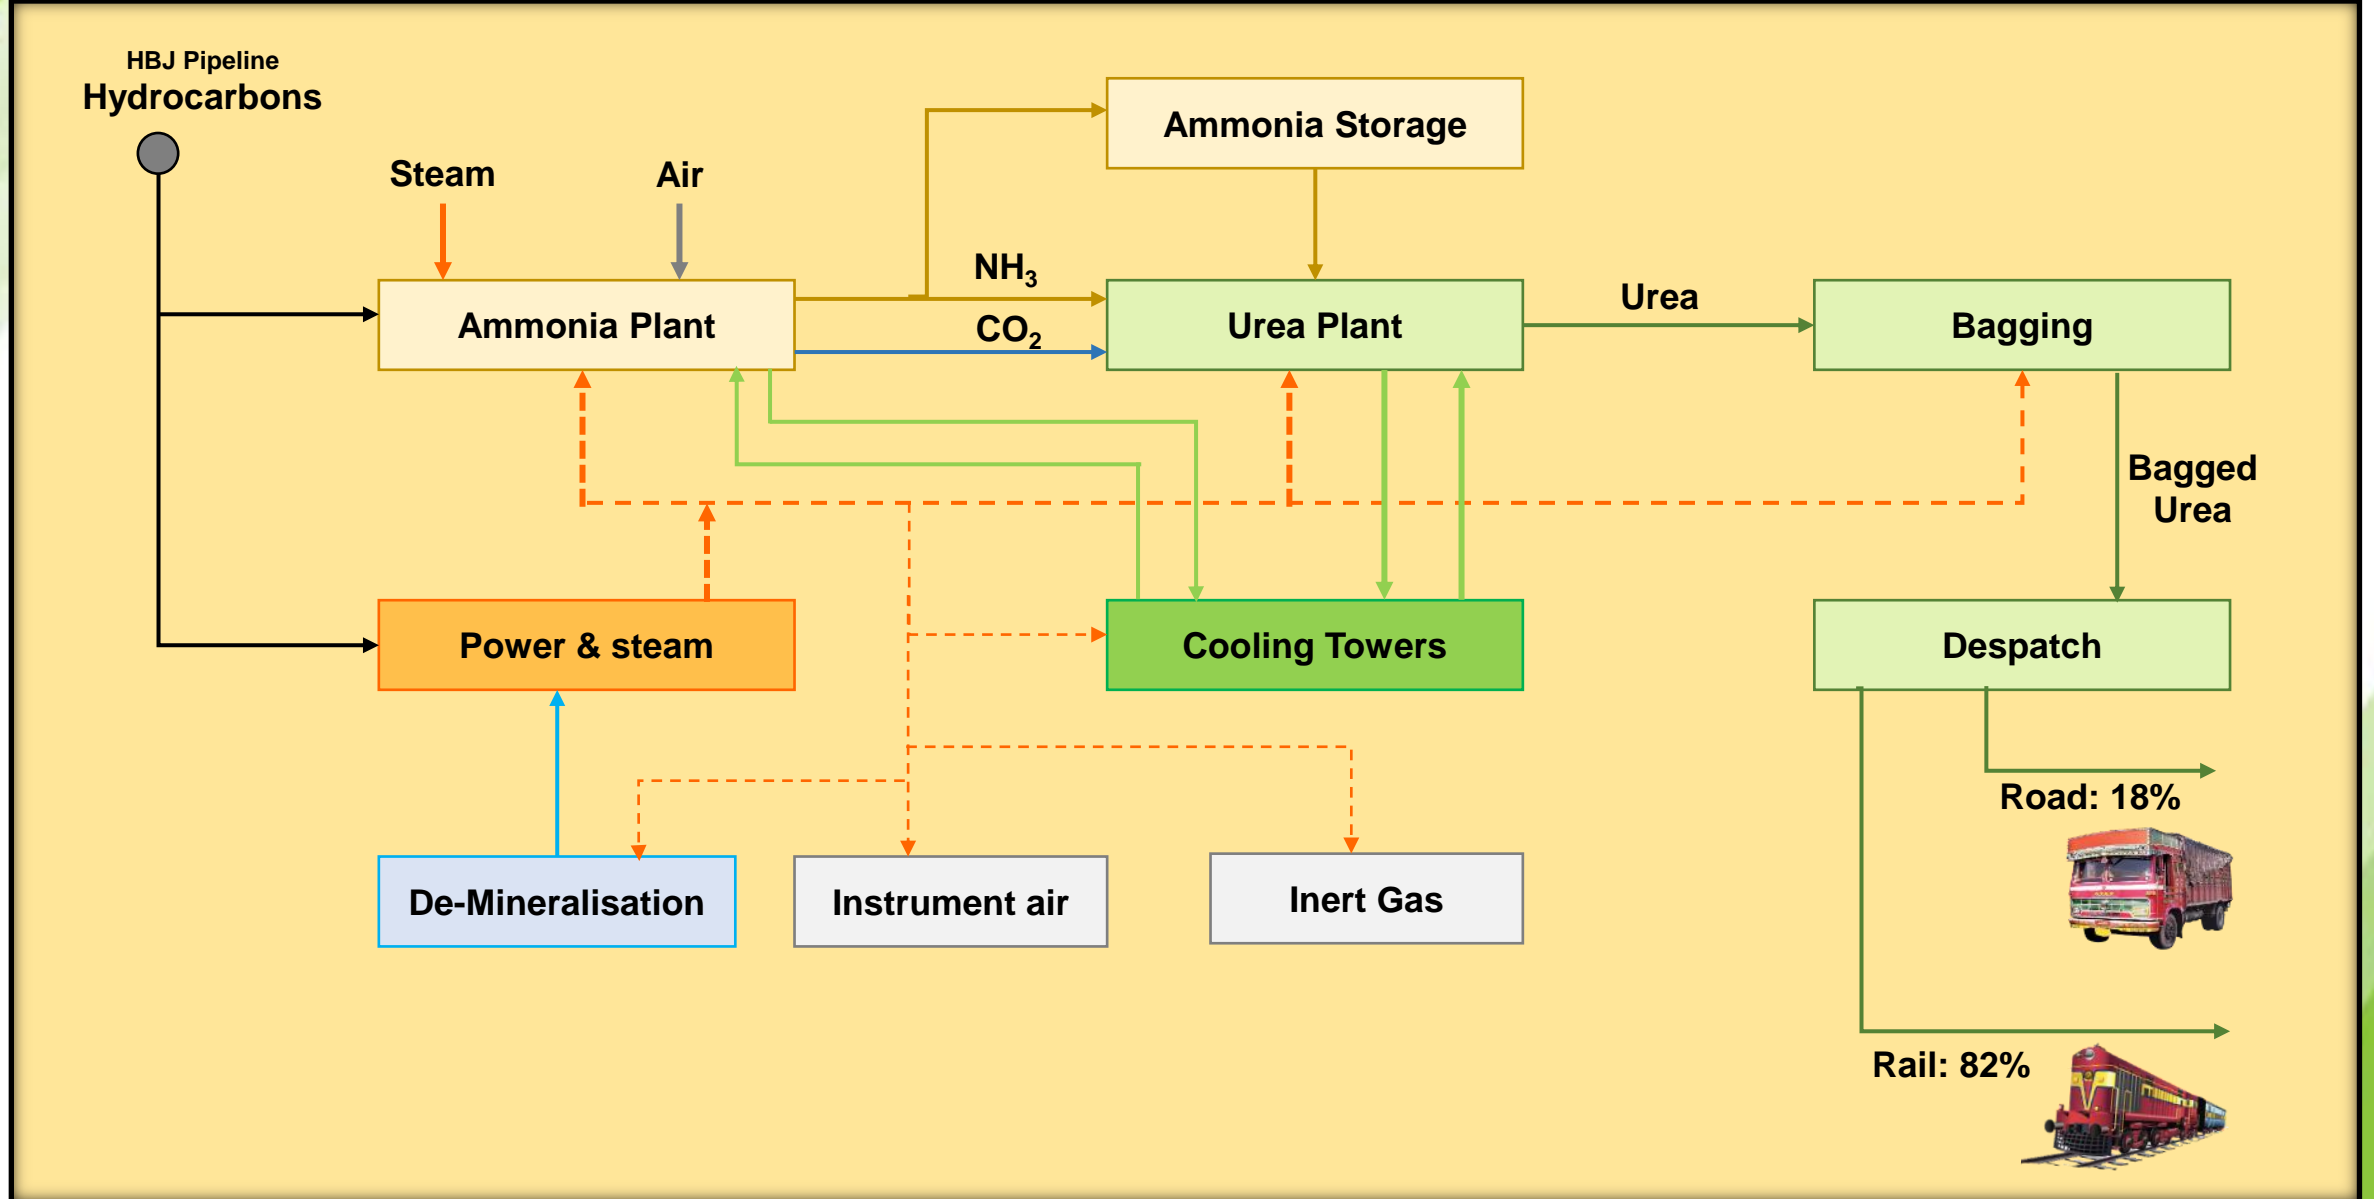 HBJ Pipeline
Hydrocarbons
Steam
Air
Ammonia Storage
NH3
CO2
Ammonia Plant
Urea Plant
Urea
Bagging
Bagged
Urea
Power & steam
Cooling Towers
Despatch
Road: 18%
De-Mineralisation
Instrument air
Inert Gas
Rail: 82%